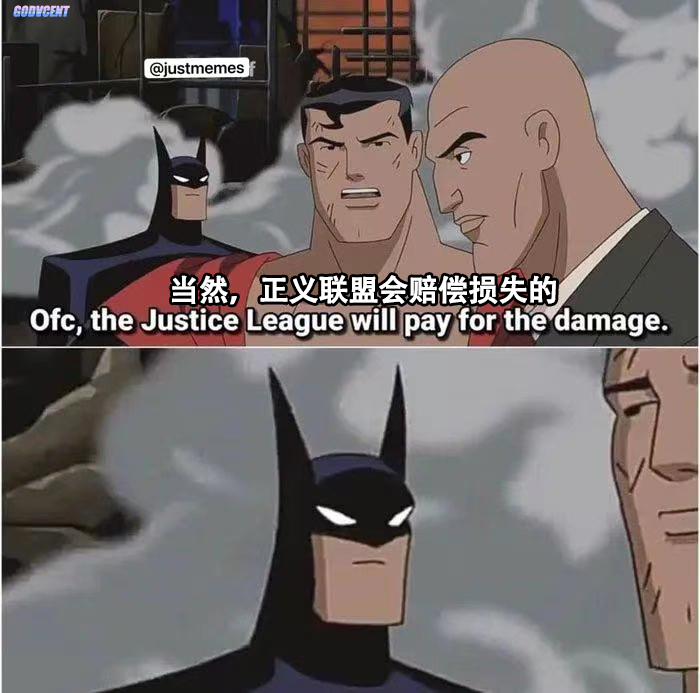 GODVCENT
@justmemes
当然，正义联盟会赔偿损失的
Ofc, the Justice League will pay for the damage.